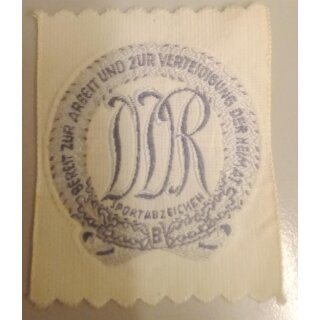 BEREIT ZUR ARBEIT UND ZUR VERTEIDIGUNG DER HEIMAT
DDR
SPORTABZEICHEN
B